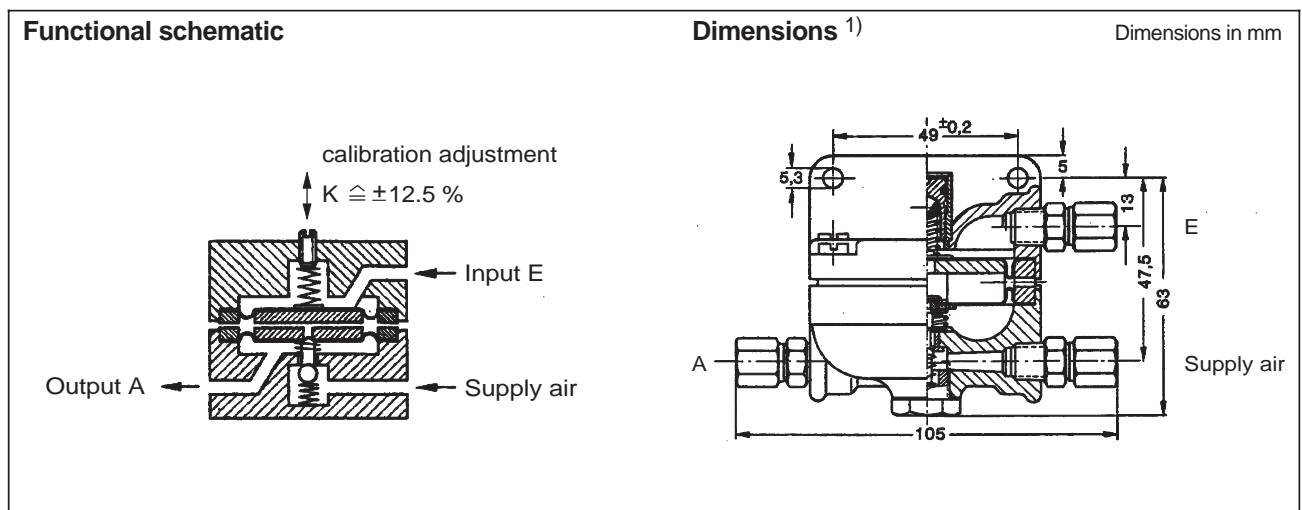 Functional schematic
Dimensions 1)
Dimensions in mm
calibration adjustment
K ≙ ±12.5 %
Input E
Output A
Supply air
49 ±0,2
5
5,3
13
E
47,5
63
A
Supply air
105